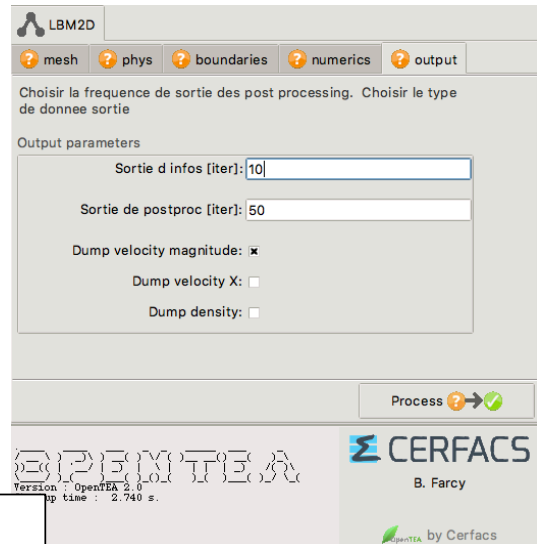 LBM2D
mesh phys boundaries numerics output
Choisir la frequence de sortie des post processing. Choisir le type
de donnee sortie
Output parameters
Sortie d infos [iter]: 10
Sortie de postproc [iter]: 50
Dump velocity magnitude:
Dump velocity X:
Dump density:
Process
OPENTEA
Version : OpenTEA 2.0
up time : 2.740 s.
CERFACS
B. Farcy
OpenTEA by Cerfacs